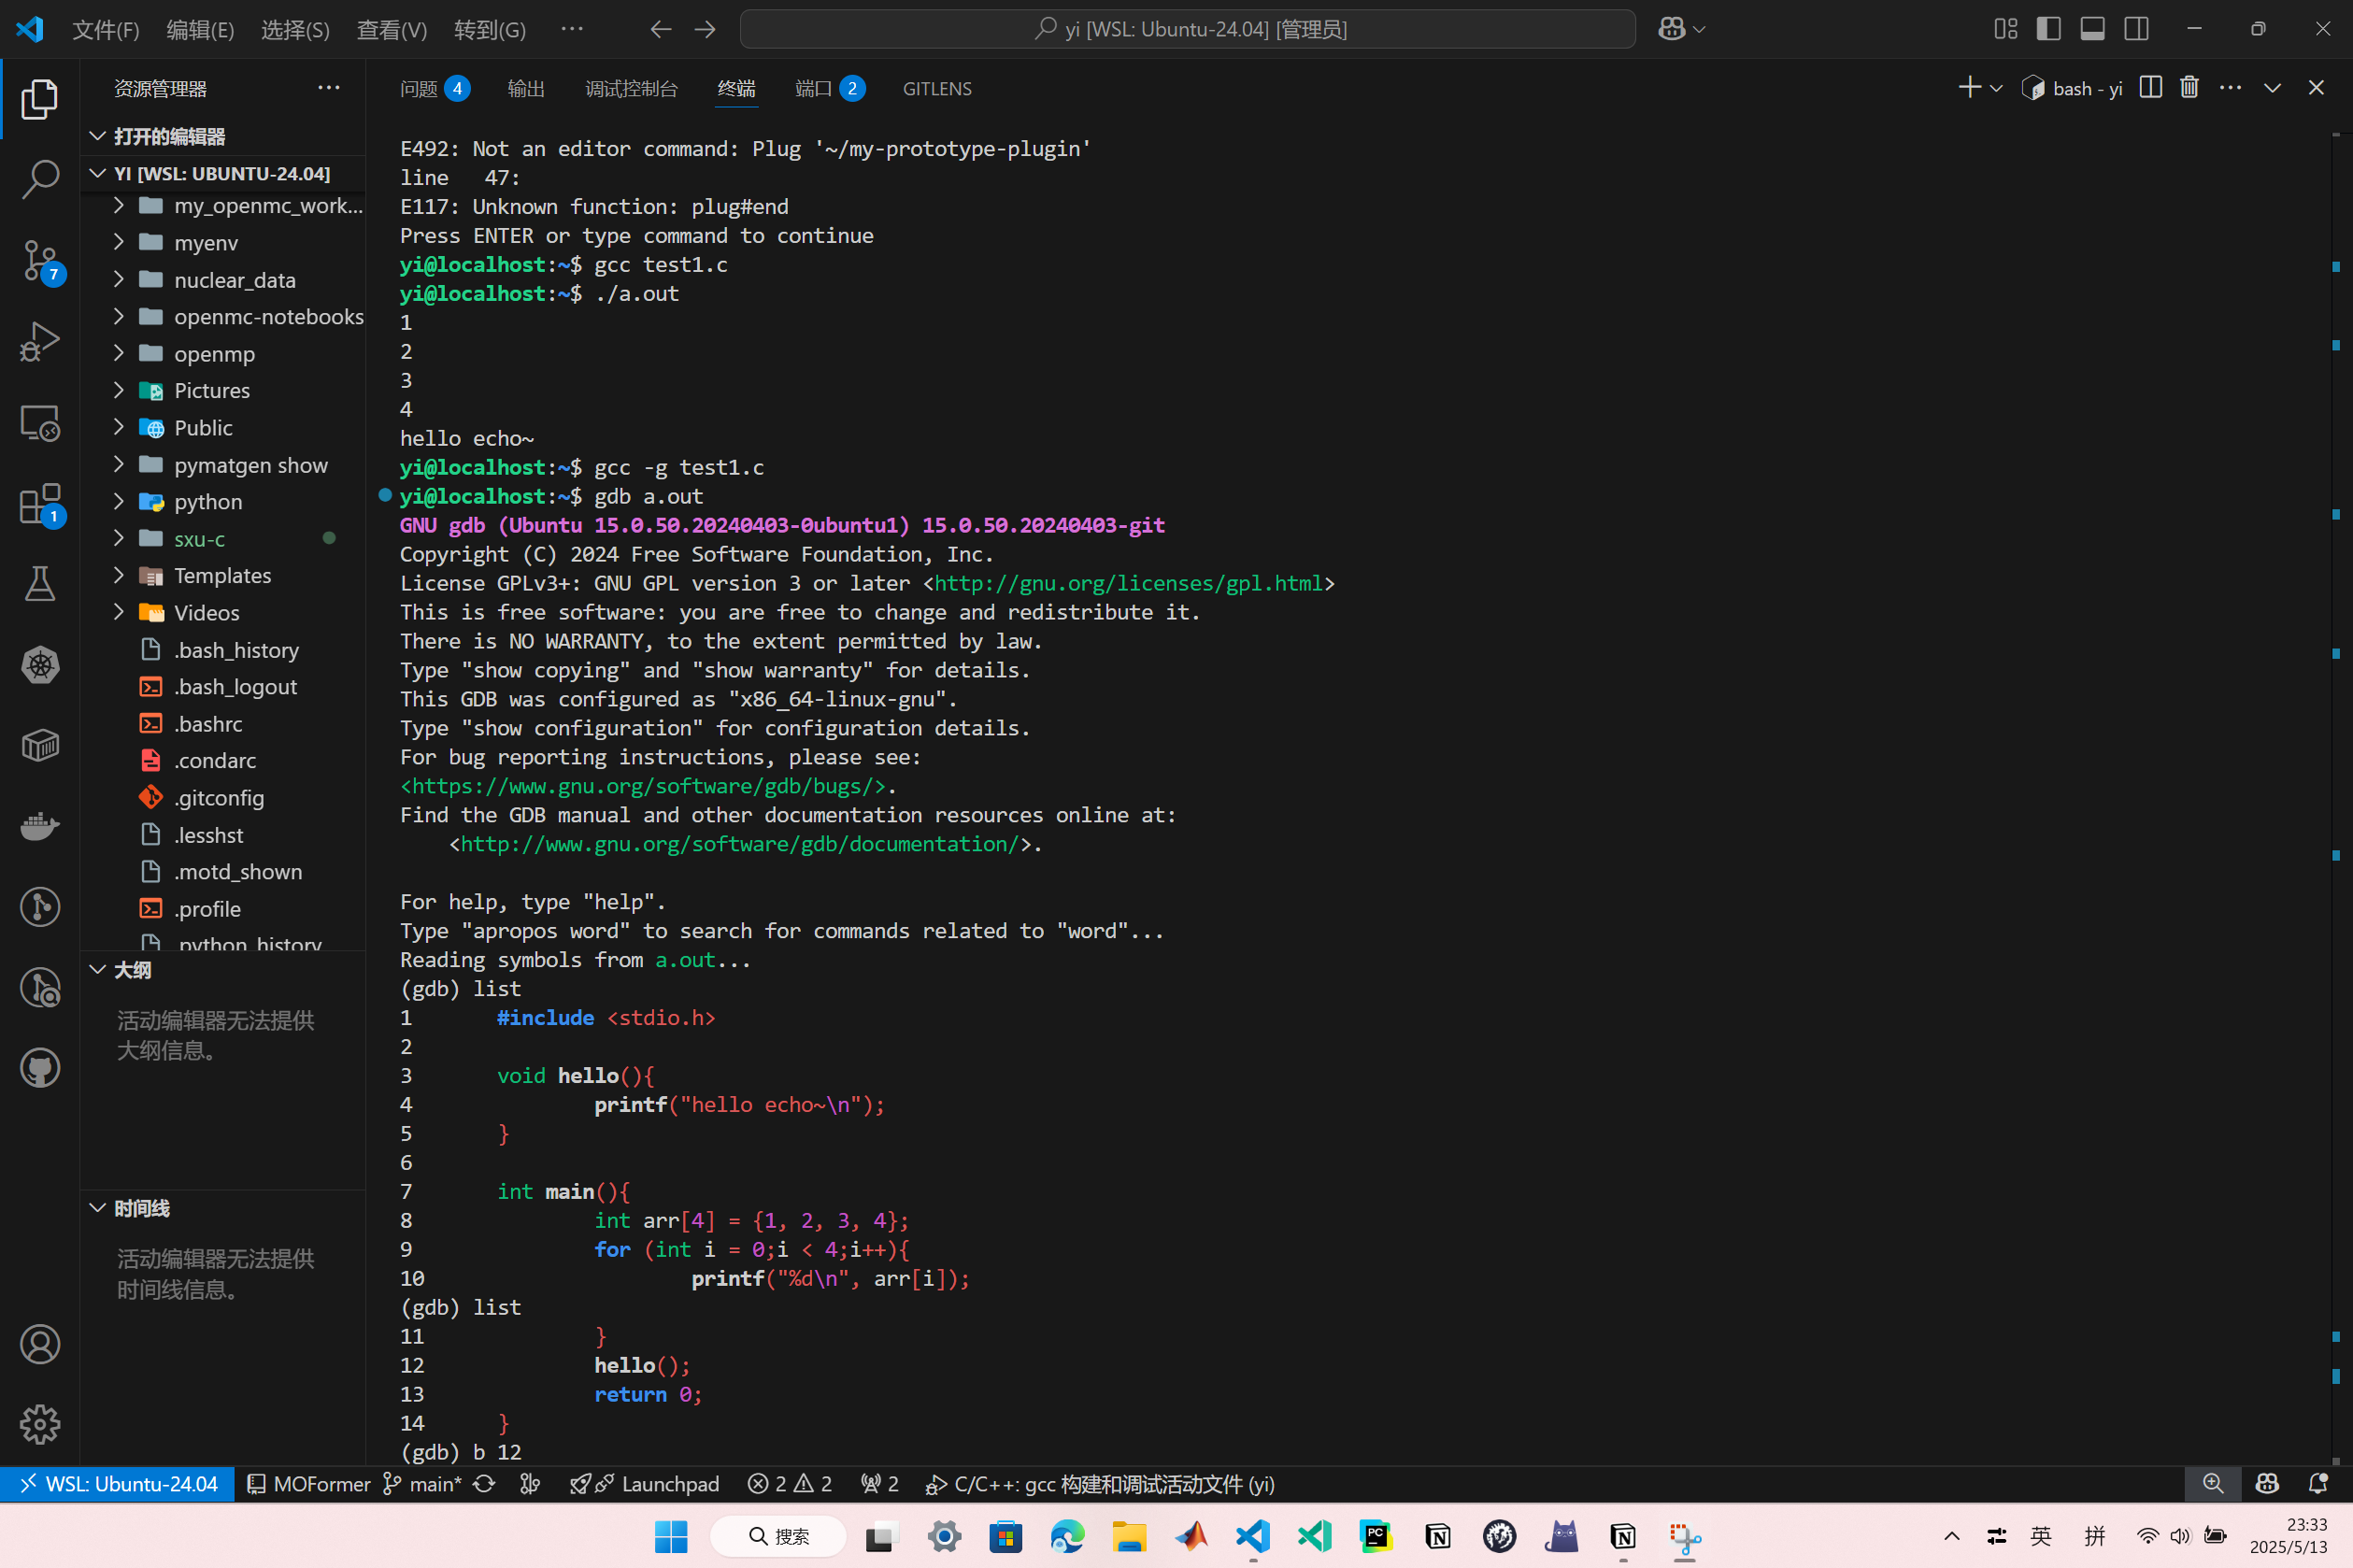 文件(F) 编辑(E) 选择(S) 查看(V) 转到(G) ··· yi [WSL: Ubuntu-24.04] [管理员]
资源管理器 ···
问题 4 输出 调试控制台 终端 端口 2 GITLENS
bash - yi ···
打开的编辑器
YI [WSL: UBUNTU-24.04]
my_openmc_work...
myenv
nuclear_data
openmc-notebooks
openmp
Pictures
Public
pymatgen show
python
sxu-c
Templates
Videos
.bash_history
.bash_logout
.bashrc
.condarc
.gitconfig
.lesshst
.motd_shown
.profile
.python_history
大纲
活动编辑器无法提供
大纲信息。
时间线
活动编辑器无法提供
时间线信息。
7
1
E492: Not an editor command: Plug '~/my-prototype-plugin'
line   47:
E117: Unknown function: plug#end
Press ENTER or type command to continue
yi@localhost:~$ gcc test1.c
yi@localhost:~$ ./a.out
1
2
3
4
hello echo~
yi@localhost:~$ gcc -g test1.c
yi@localhost:~$ gdb a.out
GNU gdb (Ubuntu 15.0.50.20240403-0ubuntu1) 15.0.50.20240403-git
Copyright (C) 2024 Free Software Foundation, Inc.
License GPLv3+: GNU GPL version 3 or later <http://gnu.org/licenses/gpl.html>
This is free software: you are free to change and redistribute it.
There is NO WARRANTY, to the extent permitted by law.
Type "show copying" and "show warranty" for details.
This GDB was configured as "x86_64-linux-gnu".
Type "show configuration" for configuration details.
For bug reporting instructions, please see:
<https://www.gnu.org/software/gdb/bugs/>.
Find the GDB manual and other documentation resources online at:
    <http://www.gnu.org/software/gdb/documentation/>.
For help, type "help".
Type "apropos word" to search for commands related to "word"...
Reading symbols from a.out...
(gdb) list
1       #include <stdio.h>
2
3       void hello(){
4               printf("hello echo~\n");
5       }
6
7       int main(){
8               int arr[4] = {1, 2, 3, 4};
9               for (int i = 0;i < 4;i++){
10                      printf("%d\n", arr[i]);
(gdb) list
11              }
12              hello();
13              return 0;
14      }
(gdb) b 12
WSL: Ubuntu-24.04 MOFormer main* Launchpad 2 2 2 C/C++: gcc 构建和调试活动文件 (yi)
搜索 PC 英 拼 23:33
2025/5/13